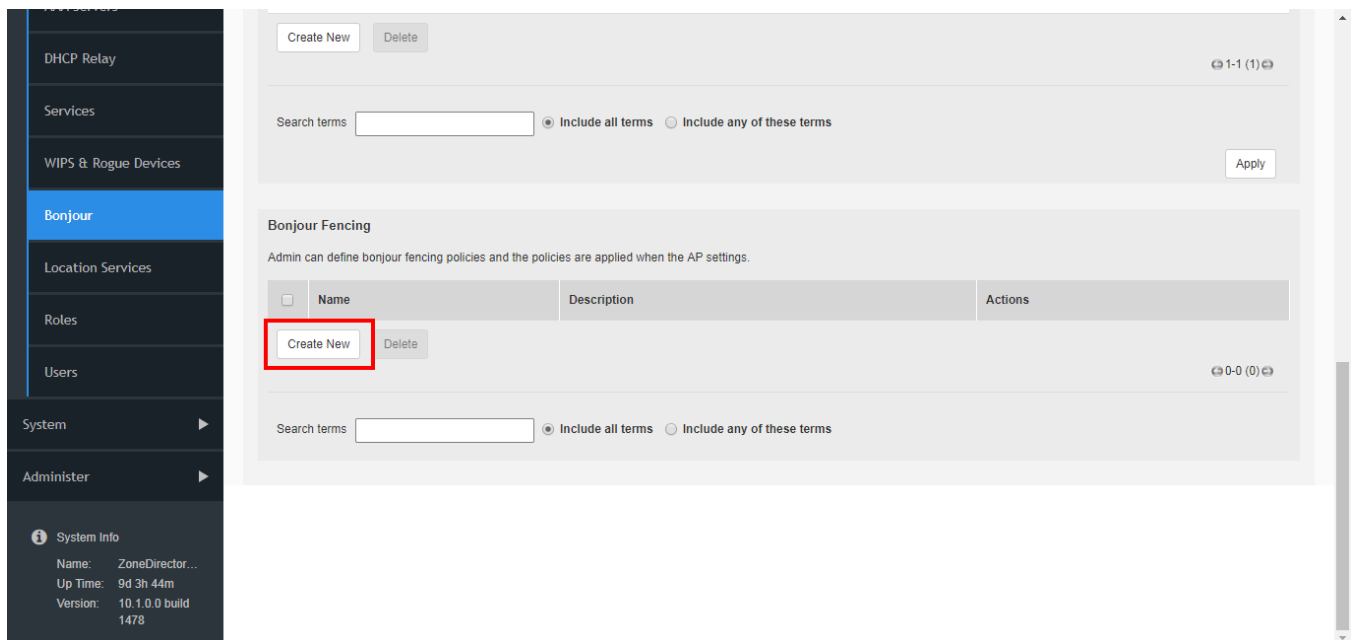 Create New Delete
DHCP Relay
1-1 (1)
Services
Search terms Include all terms Include any of these terms
WIPS & Rogue Devices
Apply
Bonjour
Bonjour Fencing
Admin can define bonjour fencing policies and the policies are applied when the AP settings.
Location Services
Name Description Actions
Roles
Create New Delete
Users
0-0 (0)
System
Search terms Include all terms Include any of these terms
Administer
System Info
Name: ZoneDirector...
Up Time: 9d 3h 44m
Version: 10.1.0.0 build
1478